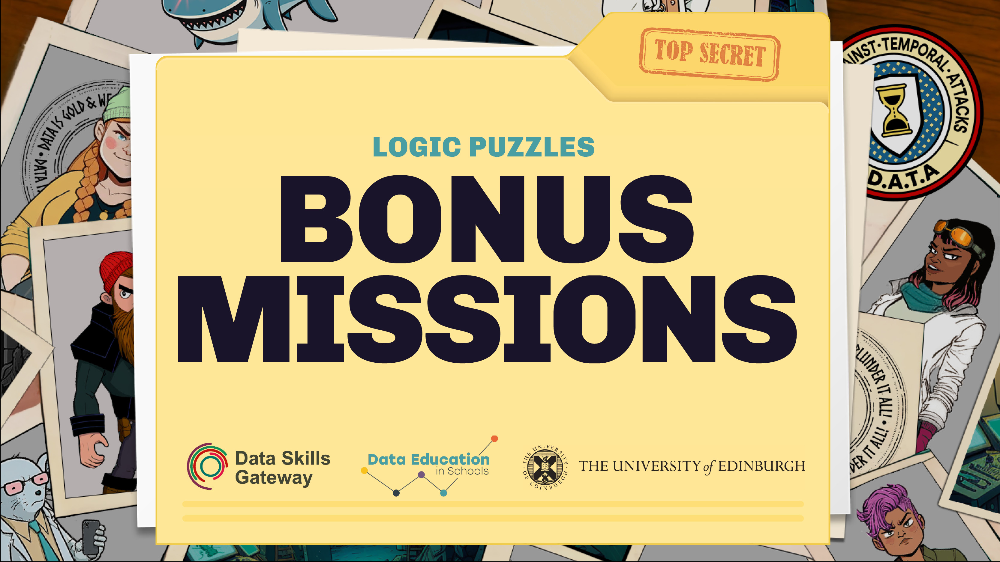 TOP SECRET
INST · TEMPORAL · ATTACKS
D.A.T.A
· DATA IS GOLD & WE
· DATA
LOGIC PUZZLES
BONUS
MISSIONS
PLUNDER IT ALL! ·
DER IT ALL! ·
Data Skills
Gateway
Data Education
in Schools
THE UNIVERSITY OF EDINBURGH
THE UNIVERSITY of EDINBURGH